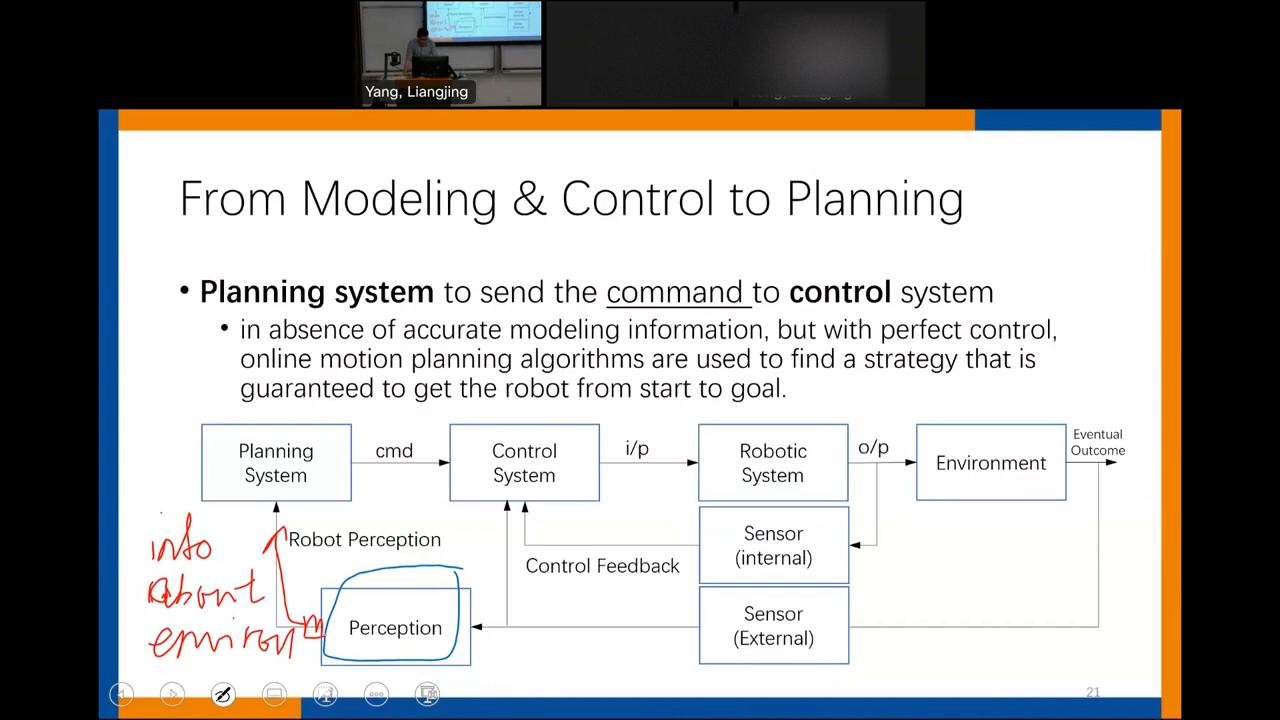 Yang, Liangjing
From Modeling & Control to Planning
• Planning system to send the command to control system
• in absence of accurate modeling information, but with perfect control,
online motion planning algorithms are used to find a strategy that is
guaranteed to get the robot from start to goal.
Planning
System
cmd
Control
System
i/p
Robotic
System
o/p
Environment
Eventual
Outcome
info
about
environ
Robot Perception
Control Feedback
Sensor
(internal)
Perception
Sensor
(External)
21